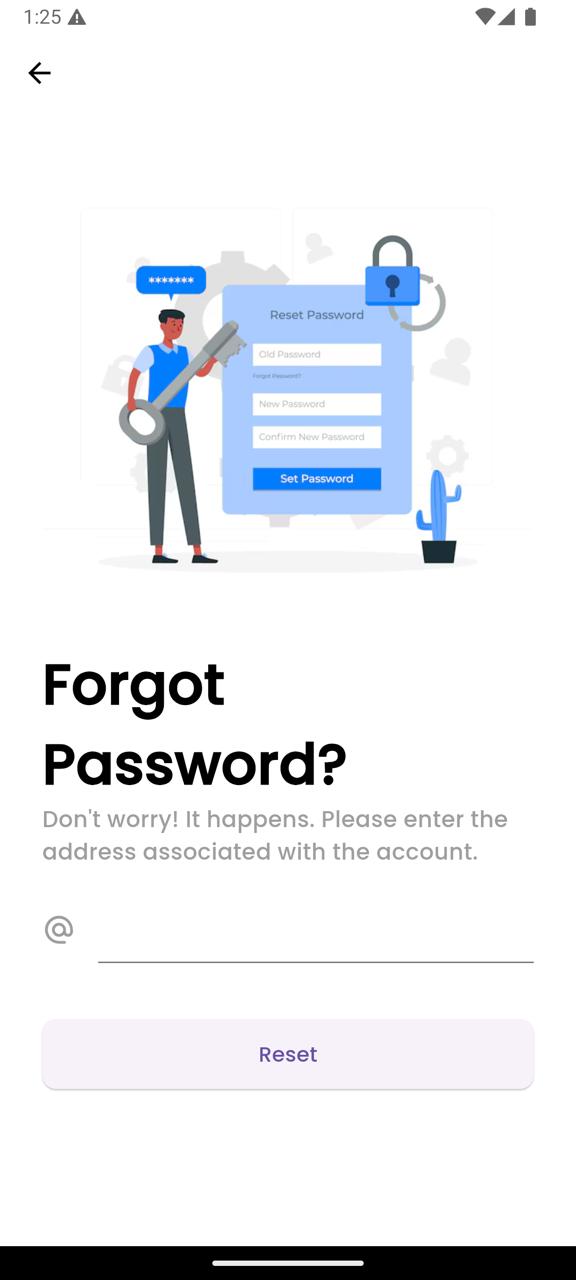 1:25
*******
Reset Password
Old Password
Forgot Password?
New Password
Confirm New Password
Set Password
Forgot
Password?
Don't worry! It happens. Please enter the
address associated with the account.
@
Reset